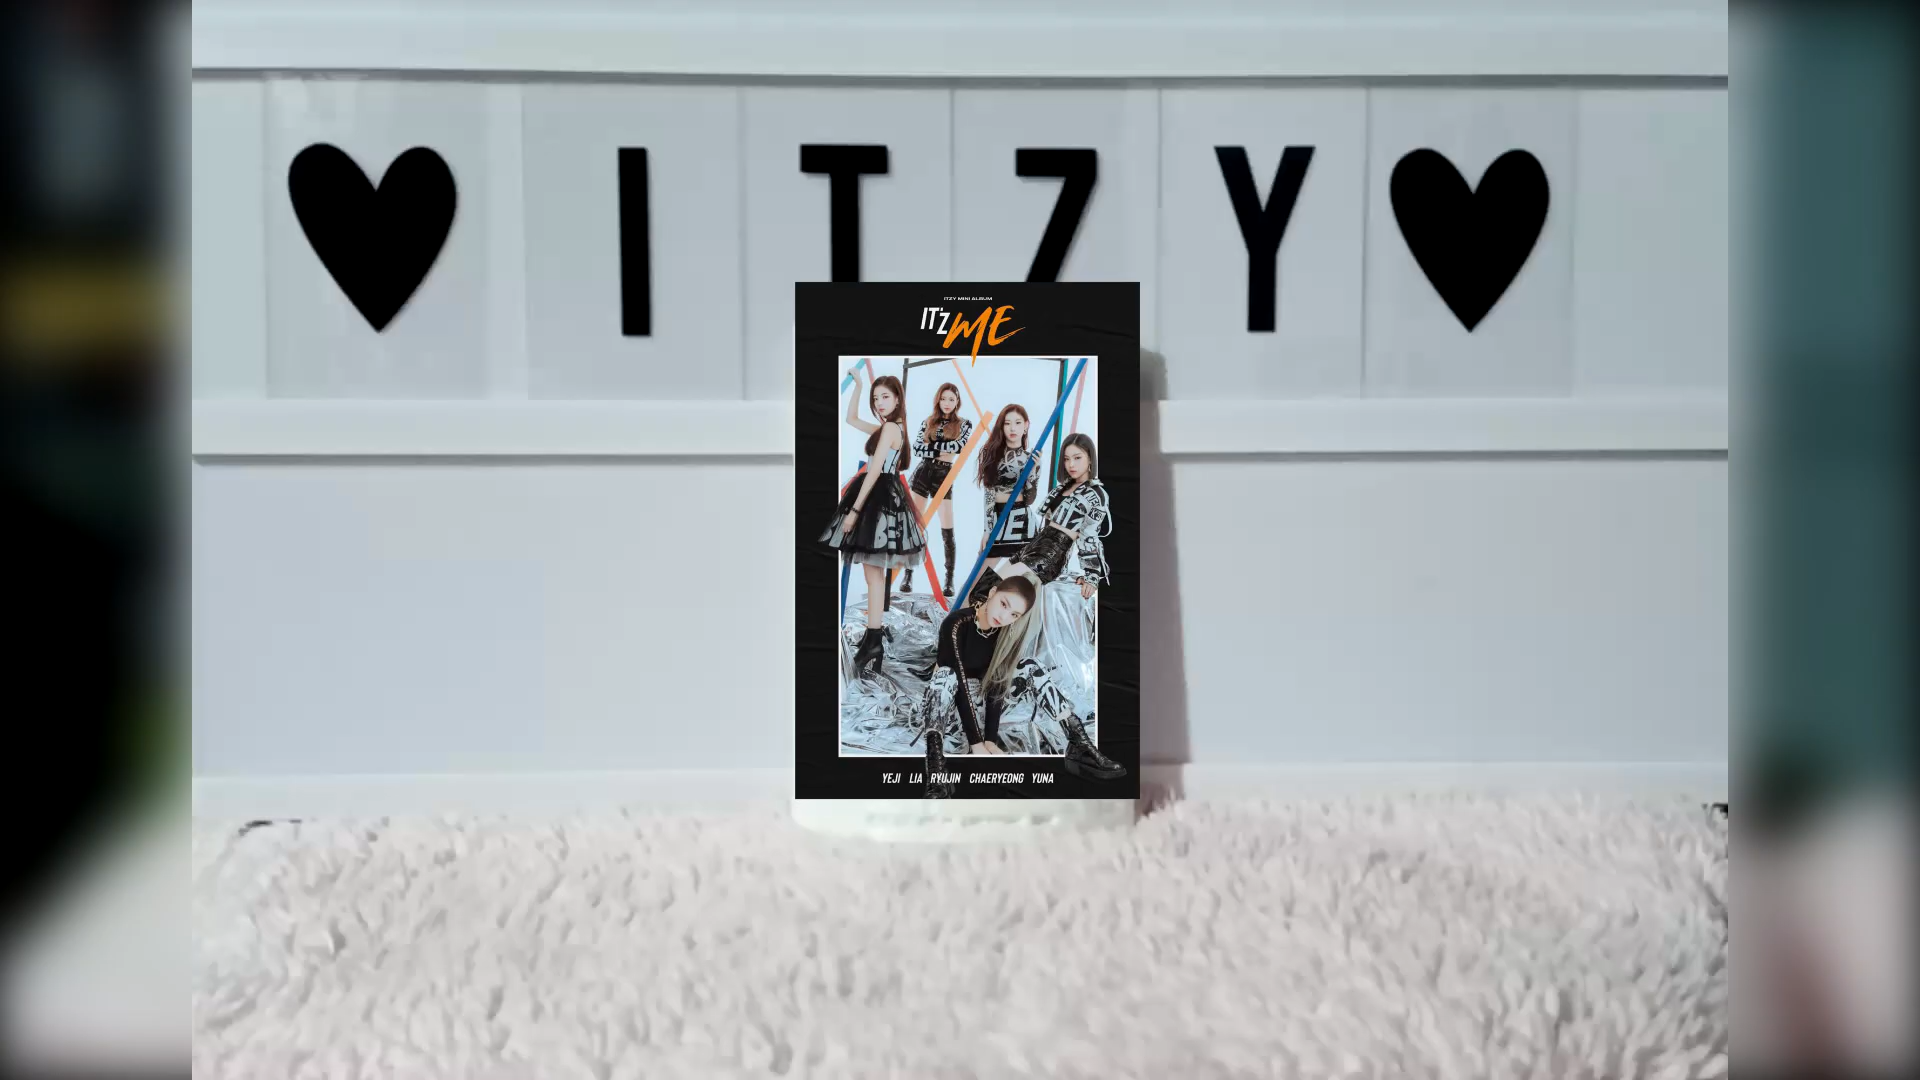 ♥ I T Z Y ♥
ITZY MINI ALBUM
IT'Z ME
YEJI LIA RYUJIN CHAERYEONG YUNA